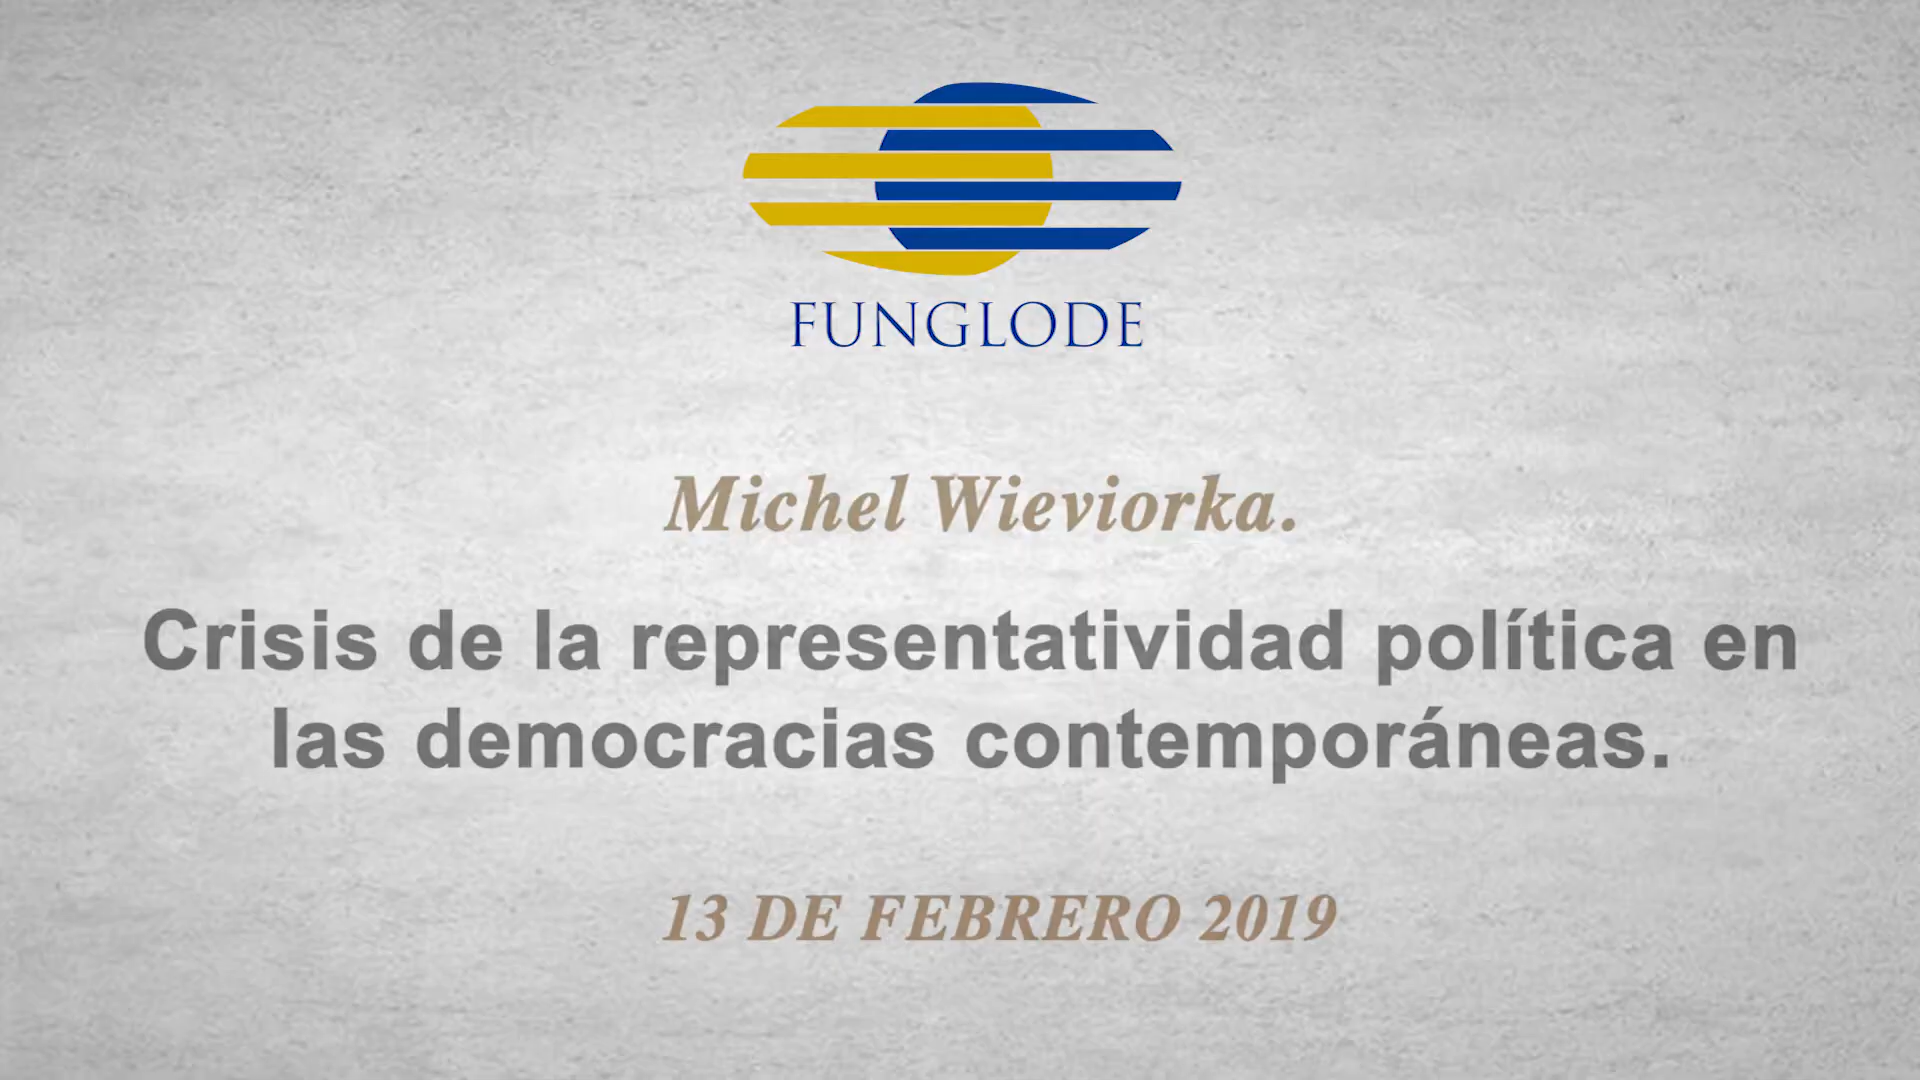 FUNGLODE
Michel Wieviorka.
Crisis de la representatividad política en
las democracias contemporáneas.
13 DE FEBRERO 2019